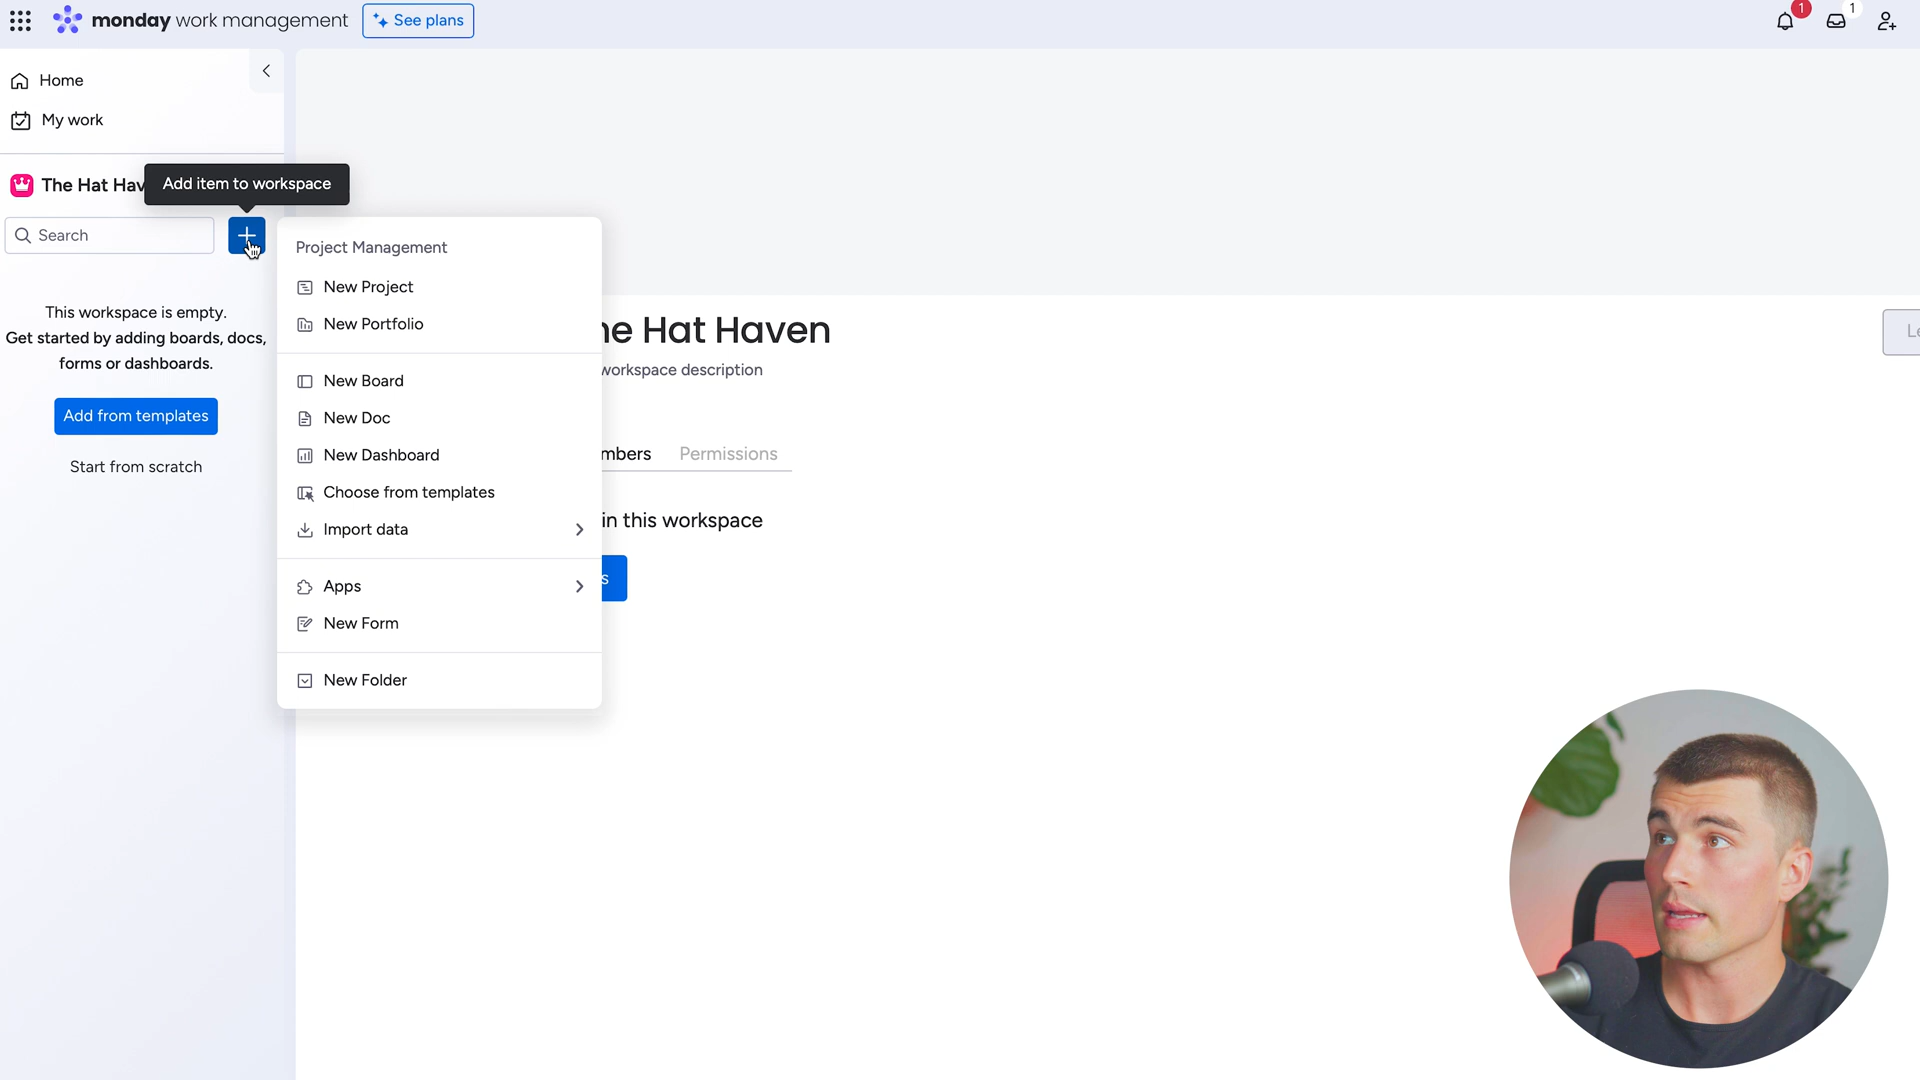 monday work management
See plans
1
1
Home
My work
The Hat Hav
Add item to workspace
Search
Project Management
New Project
New Portfolio
New Board
New Doc
New Dashboard
Choose from templates
Import data
Apps
New Form
New Folder
This workspace is empty.
Get started by adding boards, docs,
forms or dashboards.
Add from templates
Start from scratch
he Hat Haven
workspace description
mbers
Permissions
in this workspace
s
Le